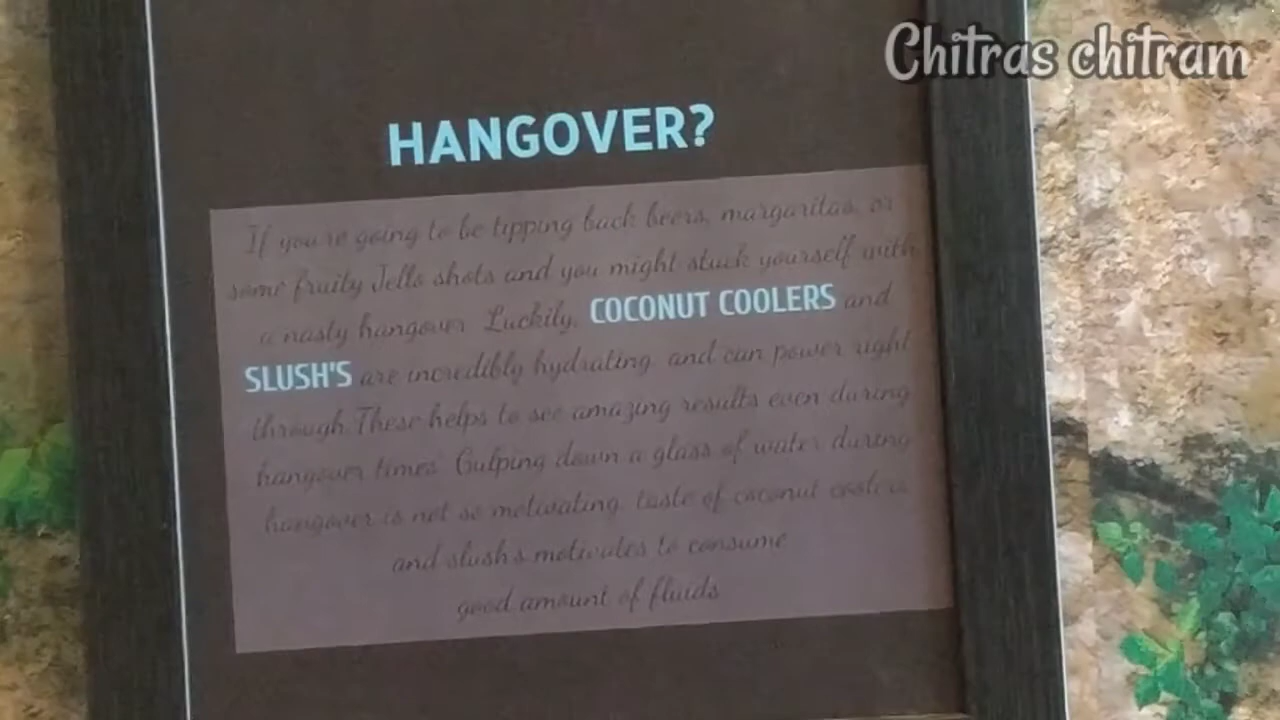 Chitras chitram
HANGOVER?
If you're going to be tipping back beers, margaritas, or
some fruity Jello shots and you might stuck yourself with
a nasty hangover. Luckily, COCONUT COOLERS and
SLUSH'S are incredibly hydrating and can power right
through. These helps to see amazing results even during
hangover times. Gulping down a glass of water during
hangover is not so motivating, taste of coconut coolers
and slush's motivates to consume
good amount of fluids